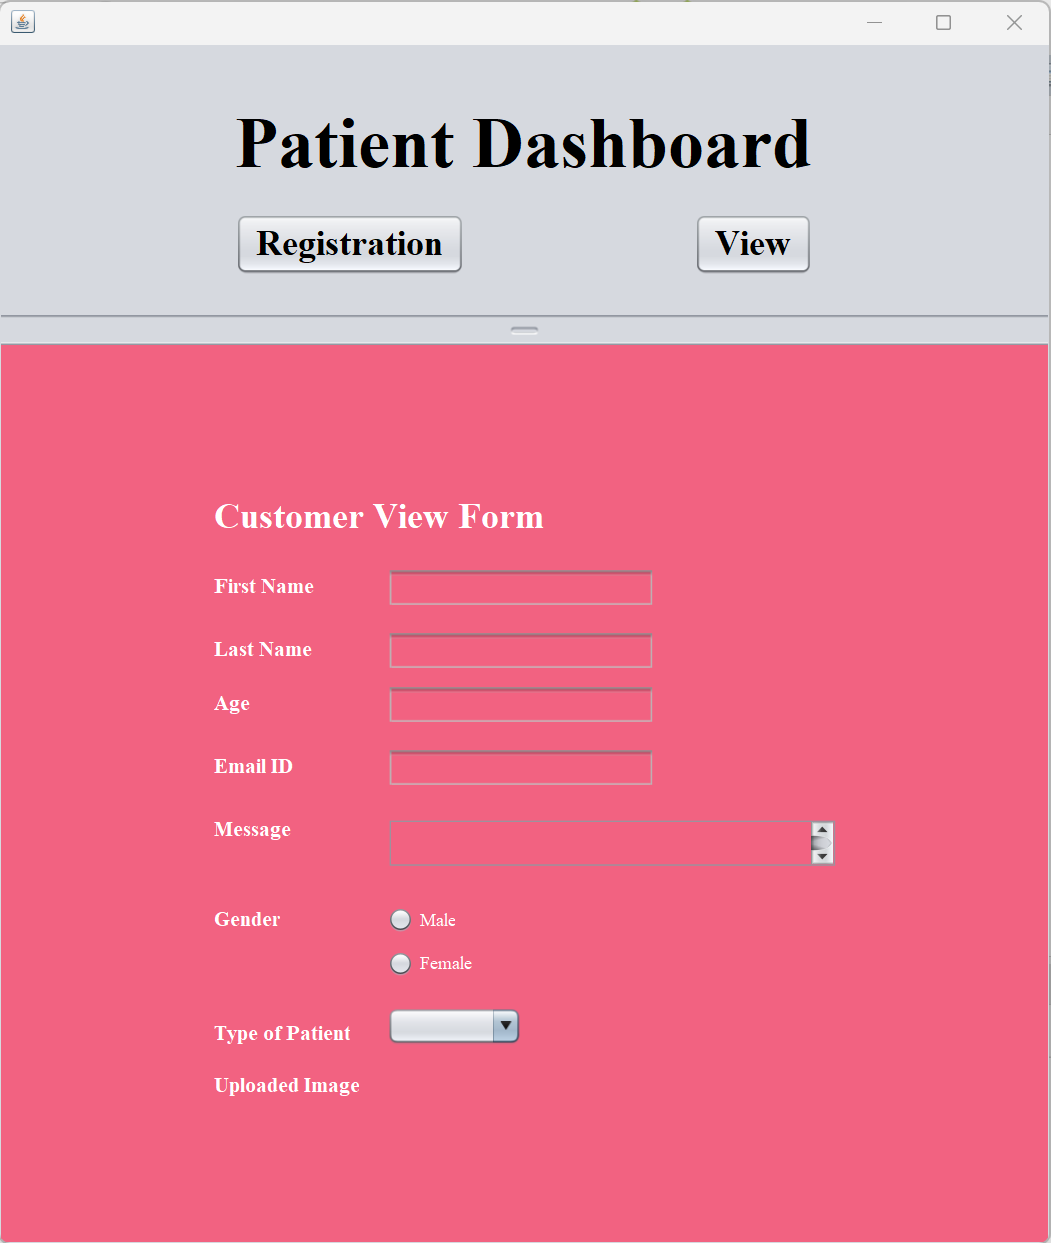 Patient Dashboard
Registration View
Customer View Form
First Name
Last Name
Age
Email ID
Message
Gender Male
Female
Type of Patient
Uploaded Image